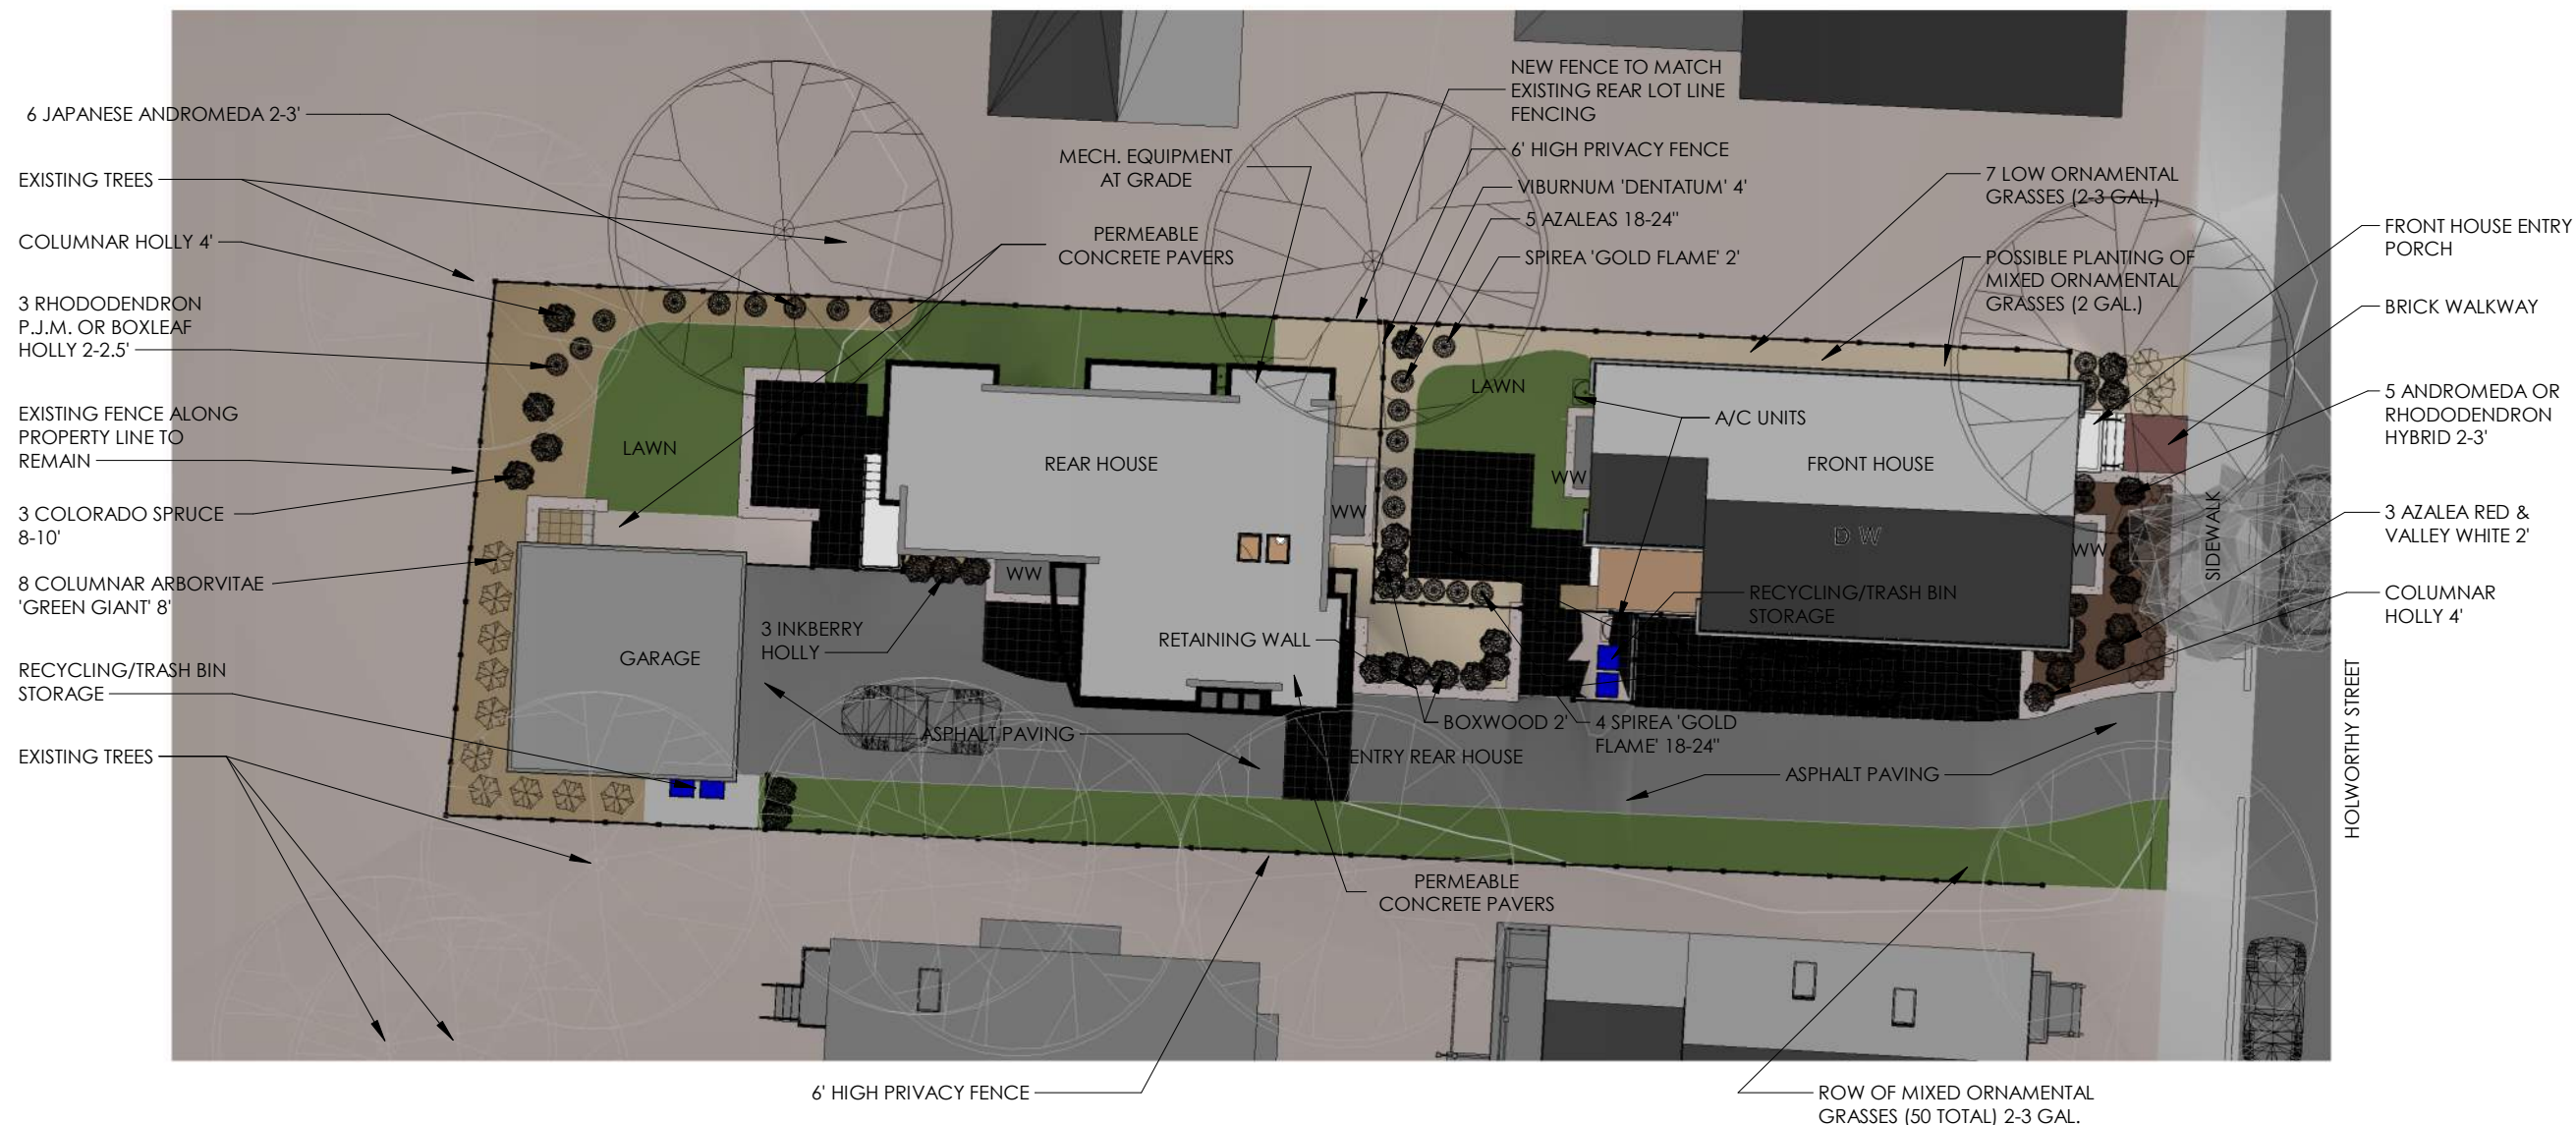 6 JAPANESE ANDROMEDA 2-3'
EXISTING TREES
COLUMNAR HOLLY 4'
3 RHODODENDRON
P.J.M. OR BOXLEAF
HOLLY 2-2.5'
EXISTING FENCE ALONG
PROPERTY LINE TO
REMAIN
3 COLORADO SPRUCE
8-10'
8 COLUMNAR ARBORVITAE
'GREEN GIANT' 8'
RECYCLING/TRASH BIN
STORAGE
EXISTING TREES
MECH. EQUIPMENT
AT GRADE
PERMEABLE
CONCRETE PAVERS
NEW FENCE TO MATCH
EXISTING REAR LOT LINE
FENCING
6' HIGH PRIVACY FENCE
VIBURNUM 'DENTATUM' 4'
5 AZALEAS 18-24"
SPIREA 'GOLD FLAME' 2'
7 LOW ORNAMENTAL
GRASSES (2-3 GAL.)
POSSIBLE PLANTING OF
MIXED ORNAMENTAL
GRASSES (2 GAL.)
FRONT HOUSE ENTRY
PORCH
BRICK WALKWAY
5 ANDROMEDA OR
RHODODENDRON
HYBRID 2-3'
3 AZALEA RED &
VALLEY WHITE 2'
COLUMNAR
HOLLY 4'
LAWN
REAR HOUSE
WW
LAWN
WW
A/C UNITS
FRONT HOUSE
D W
WW
SIDEWALK
HOLWORTHY STREET
GARAGE
3 INKBERRY
HOLLY
WW
RETAINING WALL
RECYCLING/TRASH BIN
STORAGE
ASPHALT PAVING
BOXWOOD 2'
4 SPIREA 'GOLD
FLAME' 18-24"
ENTRY REAR HOUSE
ASPHALT PAVING
PERMEABLE
CONCRETE PAVERS
6' HIGH PRIVACY FENCE
ROW OF MIXED ORNAMENTAL
GRASSES (50 TOTAL) 2-3 GAL.